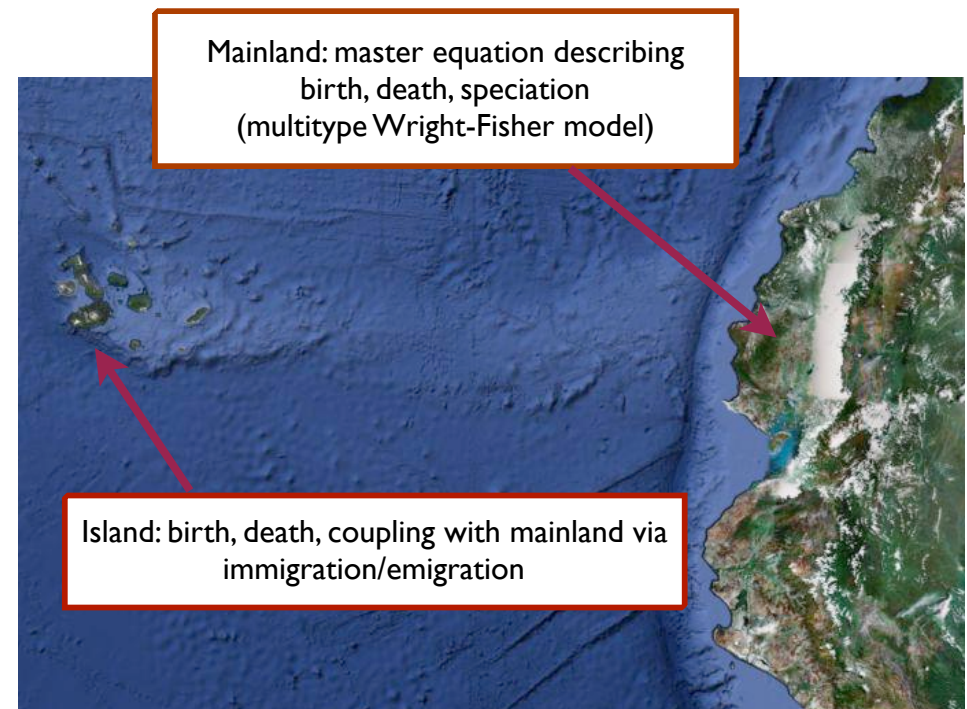 Mainland: master equation describing
birth, death, speciation
(multitype Wright-Fisher model)
Island: birth, death, coupling with mainland via
immigration/emigration